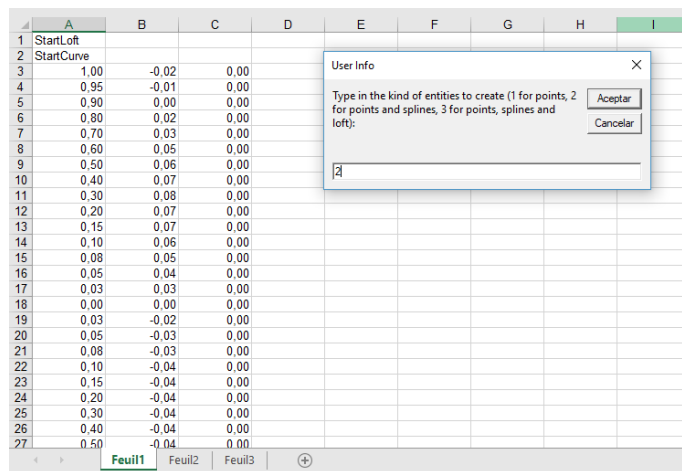 A B C D E F G H I
1 StartLoft
2 StartCurve
3 1,00 -0,02 0,00
4 0,95 -0,01 0,00
5 0,90 0,00 0,00
6 0,80 0,02 0,00
7 0,70 0,03 0,00
8 0,60 0,05 0,00
9 0,50 0,06 0,00
10 0,40 0,07 0,00
11 0,30 0,08 0,00
12 0,20 0,07 0,00
13 0,15 0,07 0,00
14 0,10 0,06 0,00
15 0,08 0,05 0,00
16 0,05 0,04 0,00
17 0,03 0,03 0,00
18 0,00 0,00 0,00
19 0,03 -0,02 0,00
20 0,05 -0,03 0,00
21 0,08 -0,03 0,00
22 0,10 -0,04 0,00
23 0,15 -0,04 0,00
24 0,20 -0,04 0,00
25 0,30 -0,04 0,00
26 0,40 -0,04 0,00
27 0,50 -0,04 0,00
User Info
Type in the kind of entities to create (1 for points, 2
for points and splines, 3 for points, splines and
loft):
Aceptar
Cancelar
2
Feuil1 Feuil2 Feuil3